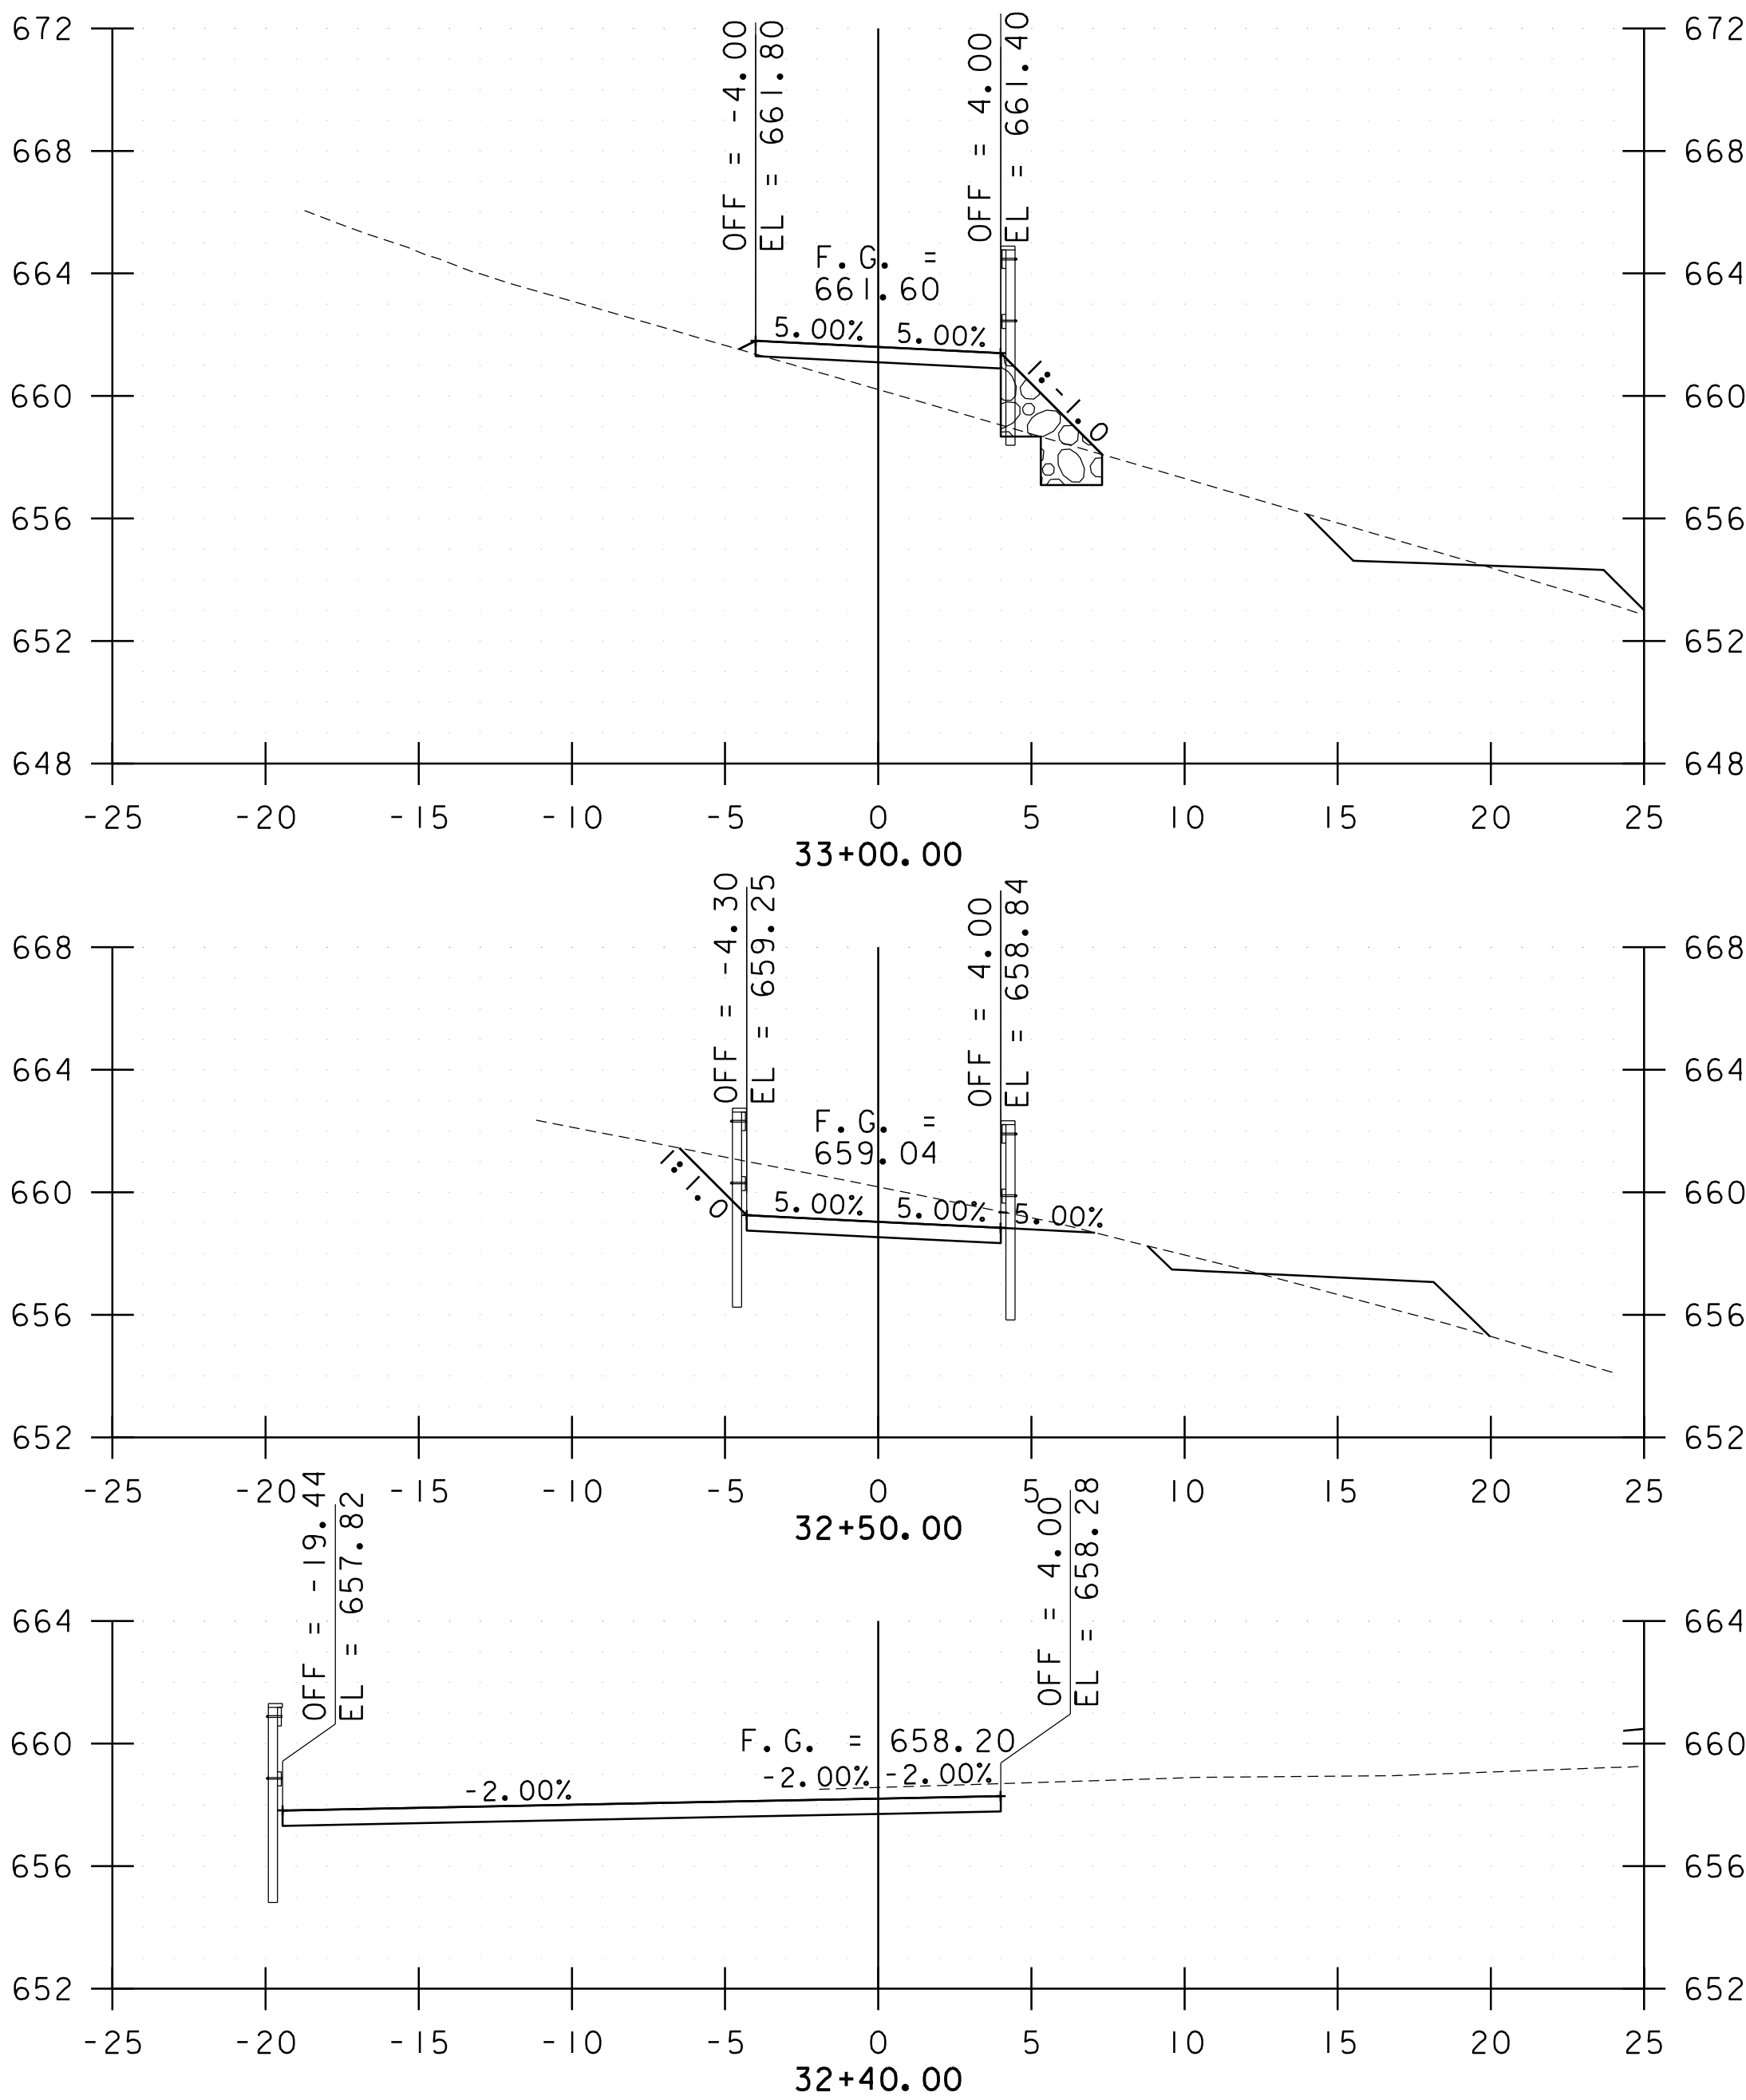 OFF = -4.00
EL = 661.80
OFF = 4.00
EL = 661.40
672 672
668 668
664 664
F.G. =
661.60
5.00% 5.00%
1:-1.0
660 660
656 656
652 652
648 648
-25 -20 -15 -10 -5 0 5 10 15 20 25
33+00.00
OFF = -4.30
EL = 659.25
OFF = 4.00
EL = 658.84
668 668
664 664
F.G. =
659.04
1:1.0
660 660
5.00% 5.00% 5.00%
656 656
652 652
-25 -20 -15 -10 -5 0 5 10 15 20 25
32+50.00
OFF = -19.44
EL = 657.82
OFF = 4.00
EL = 658.28
664 664
660 660
F.G. = 658.20
-2.00% -2.00% -2.00%
656 656
652 652
-25 -20 -15 -10 -5 0 5 10 15 20 25
32+40.00